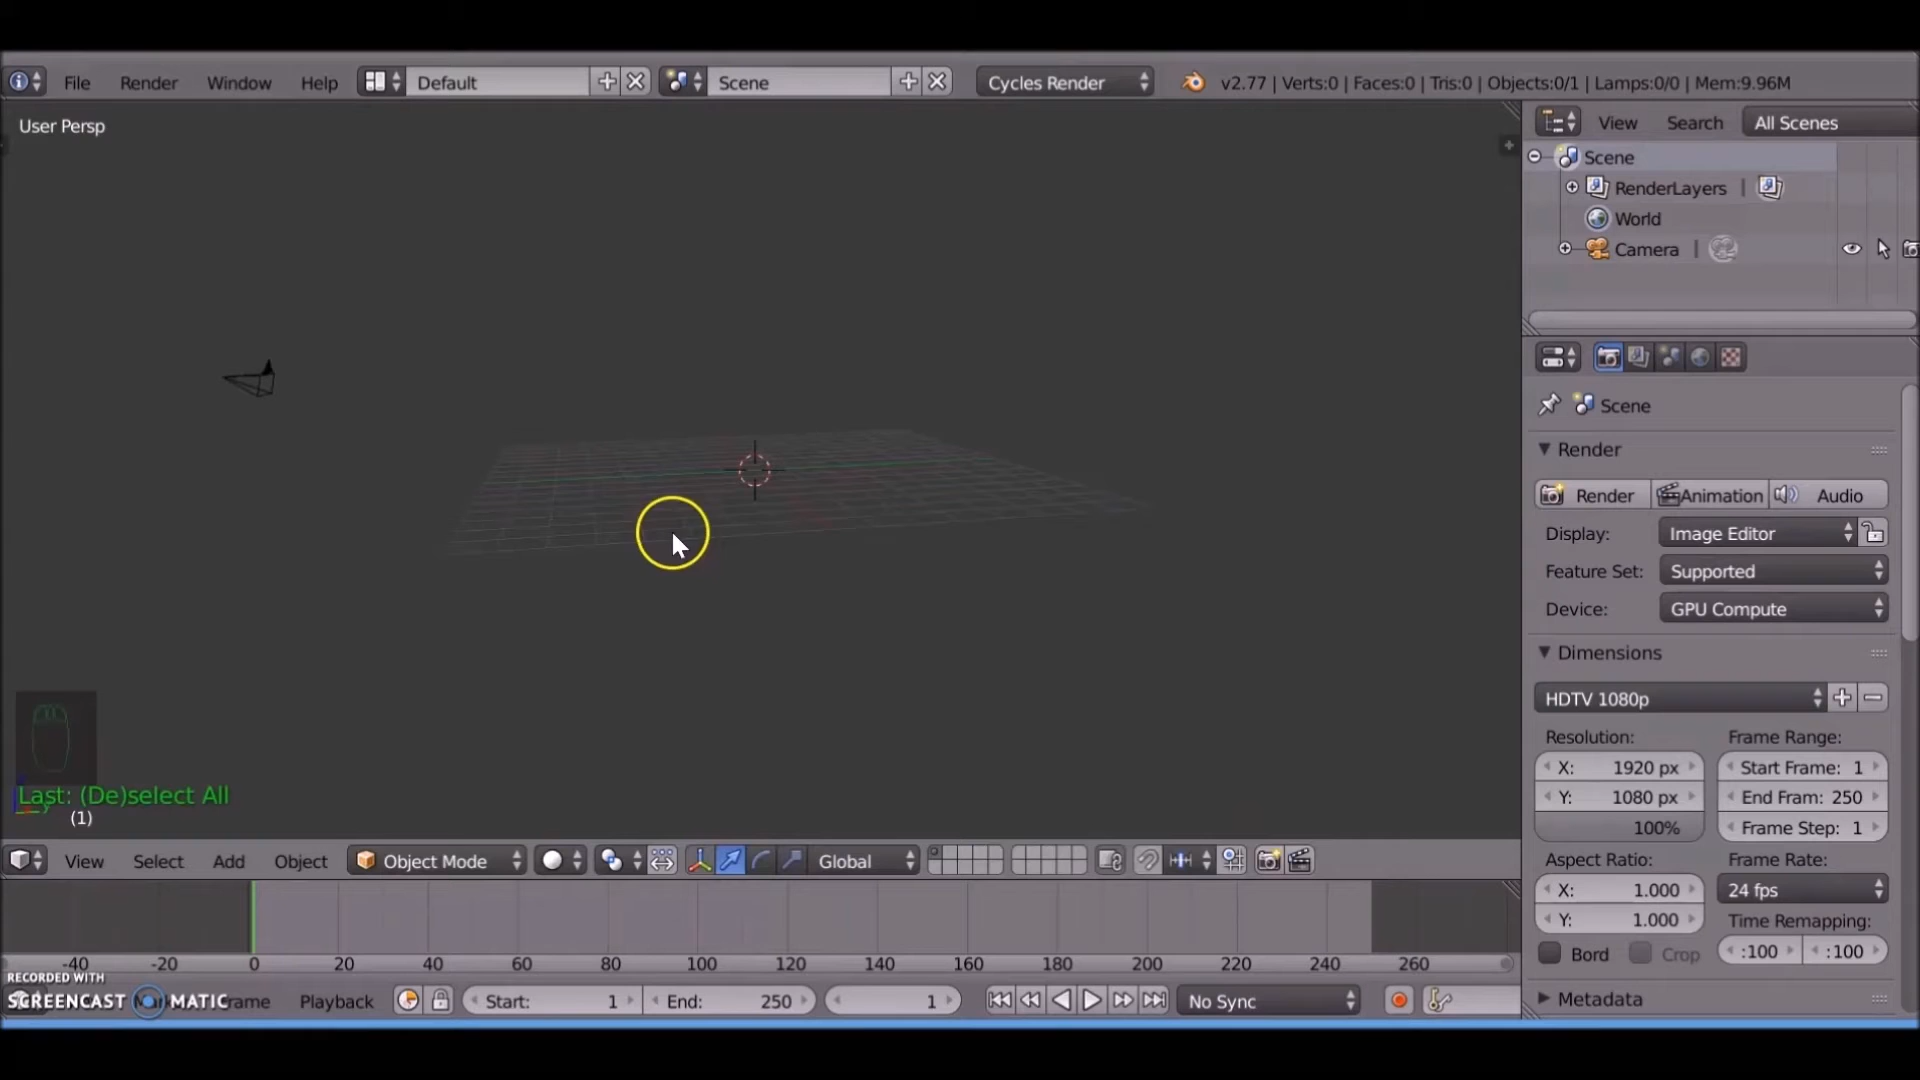 File Render Window Help Default Scene Cycles Render v2.77 | Verts:0 | Faces:0 | Tris:0 | Objects:0/1 | Lamps:0/0 | Mem:9.96M
User Persp
View Search All Scenes
Scene
RenderLayers |
World
Camera |
Scene
Render
Render Animation Audio
Display: Image Editor
Feature Set: Supported
Device: GPU Compute
Dimensions
HDTV 1080p
Resolution: Frame Range:
X: 1920 px Start Frame: 1
Y: 1080 px End Fram: 250
100% Frame Step: 1
Aspect Ratio: Frame Rate:
X: 1.000 24 fps
Y: 1.000 Time Remapping:
Bord Crop :100 :100
Metadata
Last: (De)select All
(1)
View Select Add Object Object Mode Global
-40 -20 0 20 40 60 80 100 120 140 160 180 200 220 240 260
RECORDED WITH
SCREENCAST MATIC
Frame Playback Start: 1 End: 250 1 No Sync